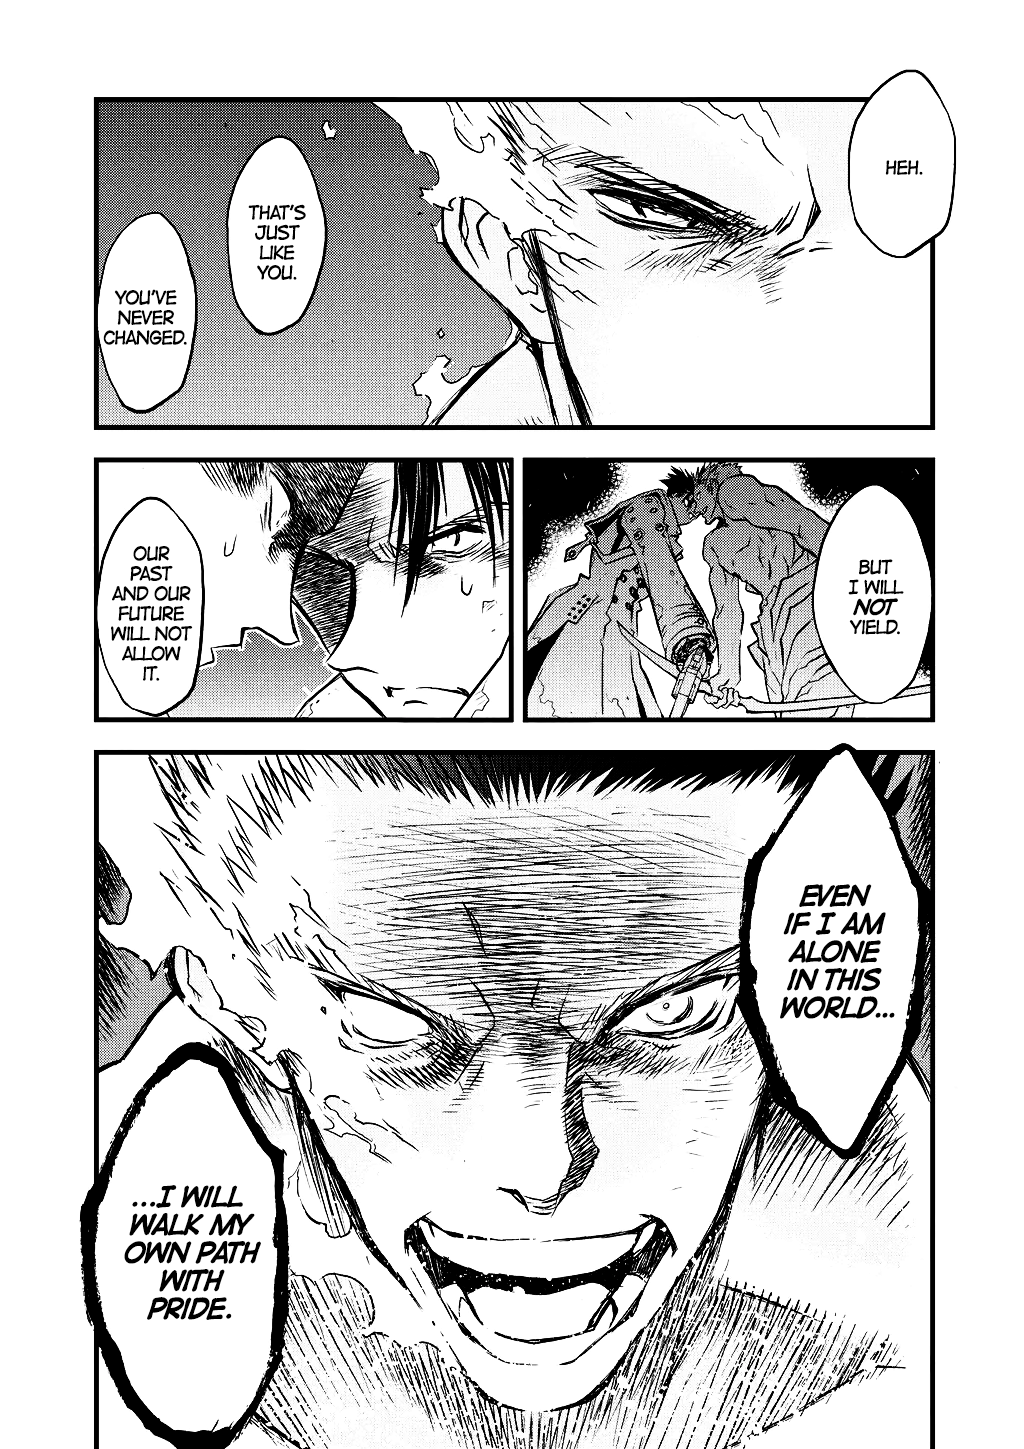 HEH.
THAT'S
JUST
LIKE
YOU.
YOU'VE
NEVER
CHANGED.
BUT
I WILL
NOT
YIELD.
OUR
PAST
AND OUR
FUTURE
WILL NOT
ALLOW
IT.
EVEN
IF I AM
ALONE
IN THIS
WORLD...
...I WILL
WALK MY
OWN PATH
WITH
PRIDE.